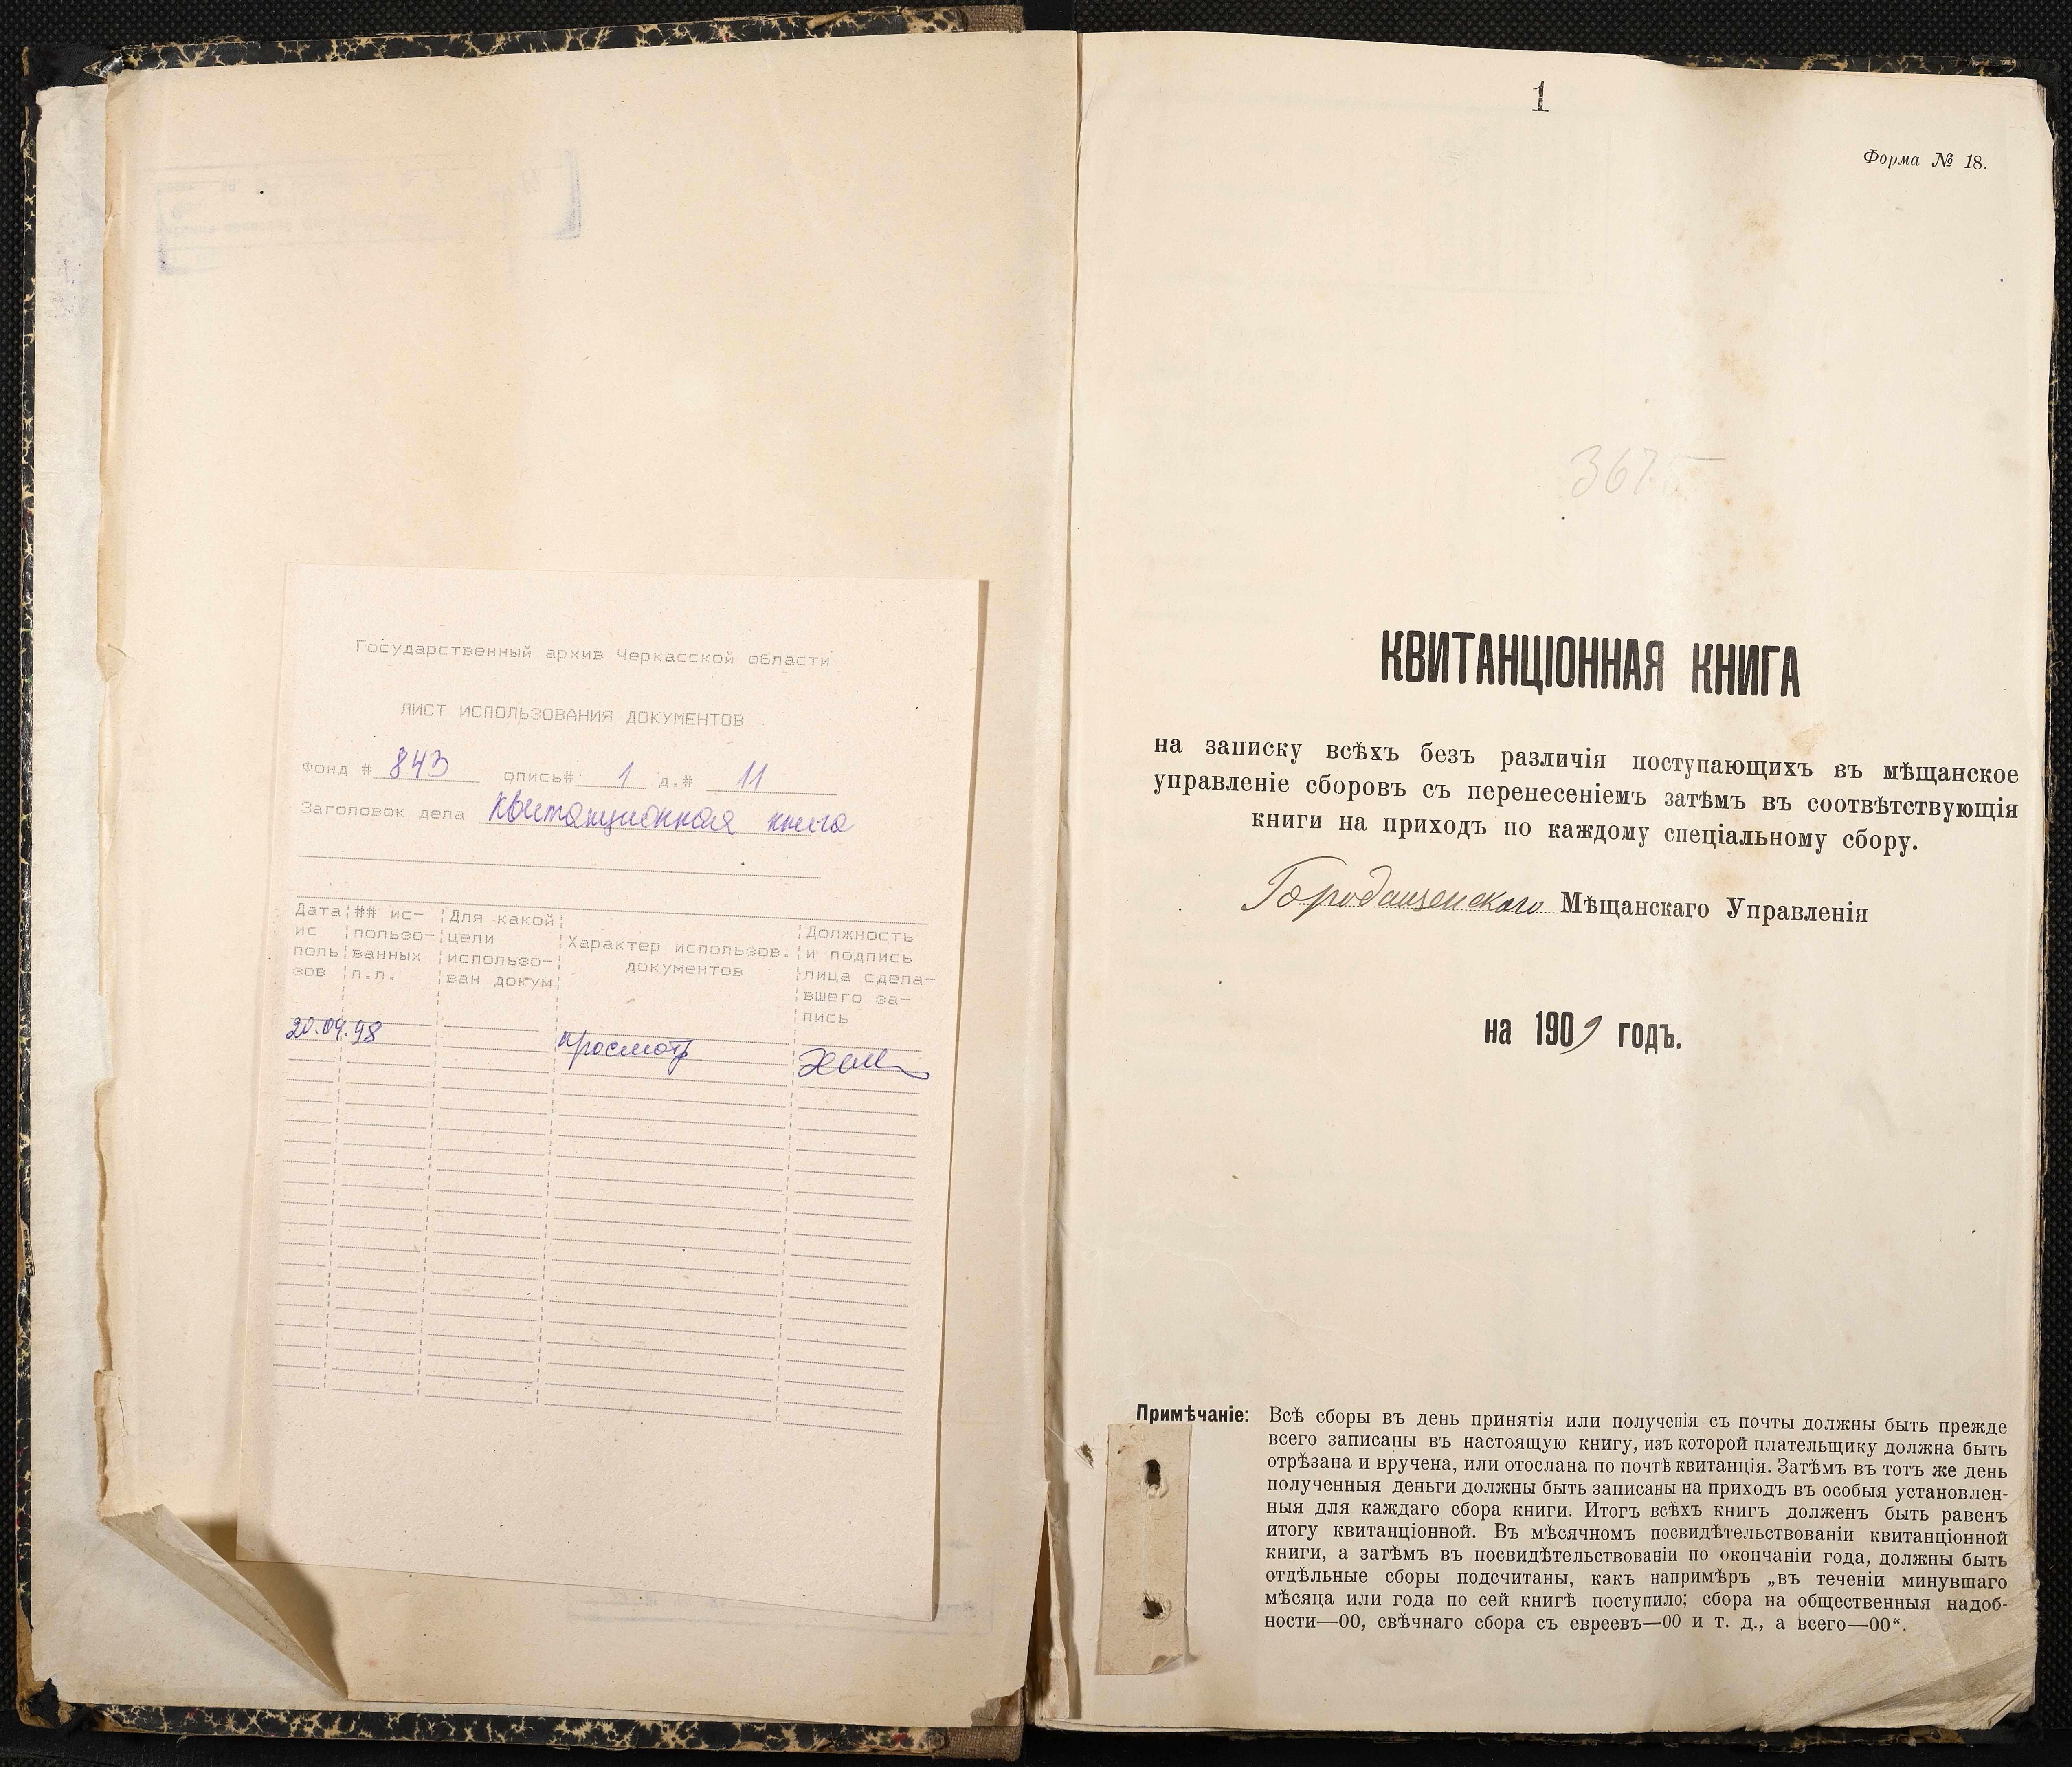 Государственный архив Черкасской области
ЛИСТ ИСПОЛЬЗОВАНИЯ ДОКУМЕНТОВ
Фонд # 843 опись# 1 д.# 11
Заголовок дела Квитанционная книга
Дата ис поль зов
## ис- пользо- ванных л.л.
Для какой цели использо- ван докум
Характер использов. документов
Должность и подпись лица сдела- вшего за- пись
20.04.98 просмотр
1
Форма № 18.
367
КВИТАНЦІОННАЯ КНИГА
на записку всѣхъ безъ различія поступающихъ въ мѣщанское
управленіе сборовъ съ перенесеніемъ затѣмъ въ соотвѣтствующія
книги на приходъ по каждому спеціальному сбору.
Городищенскаго Мѣщанскаго Управленія
на 1909 годъ.
Примѣчаніе: Всѣ сборы въ день принятія или полученія съ почты должны быть прежде
всего записаны въ настоящую книгу, изъ которой плательщику должна быть
отрѣзана и вручена, или отослана по почтѣ квитанція. Затѣмъ въ тотъ же день
полученныя деньги должны быть записаны на приходъ въ особыя установлен-
ныя для каждаго сбора книги. Итогъ всѣхъ книгъ долженъ быть равенъ
итогу квитанціонной. Въ мѣсячномъ посвидѣтельствованіи квитанціонной
книги, а затѣмъ въ посвидѣтельствованіи по окончаніи года, должны быть
отдѣльные сборы подсчитаны, какъ напримѣръ „въ теченіи минувшаго
мѣсяца или года по сей книгѣ поступило; сбора на общественныя надоб-
ности—00, свѣчнаго сбора съ евреевъ—00 и т. д., а всего—00“.